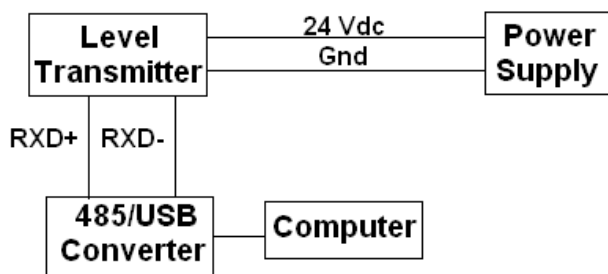 Level
Transmitter
24 Vdc
Gnd
Power
Supply
RXD+
RXD-
485/USB
Converter
Computer